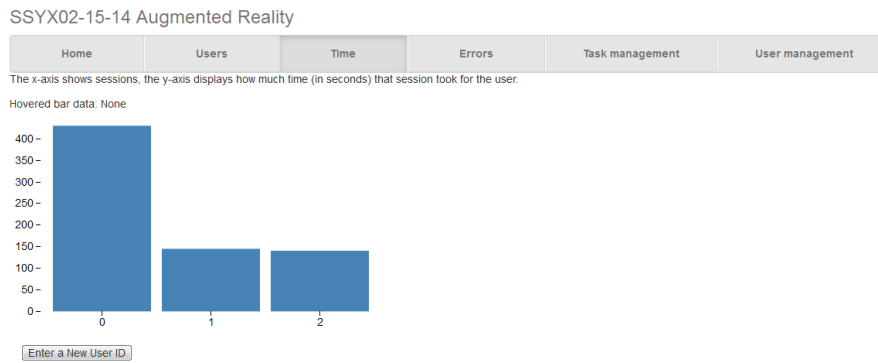 SSYX02-15-14 Augmented Reality
Home Users Time Errors Task management User management
The x-axis shows sessions, the y-axis displays how much time (in seconds) that session took for the user.
Hovered bar data: None
400
350
300
250
200
150
100
50
0
0 1 2
Enter a New User ID